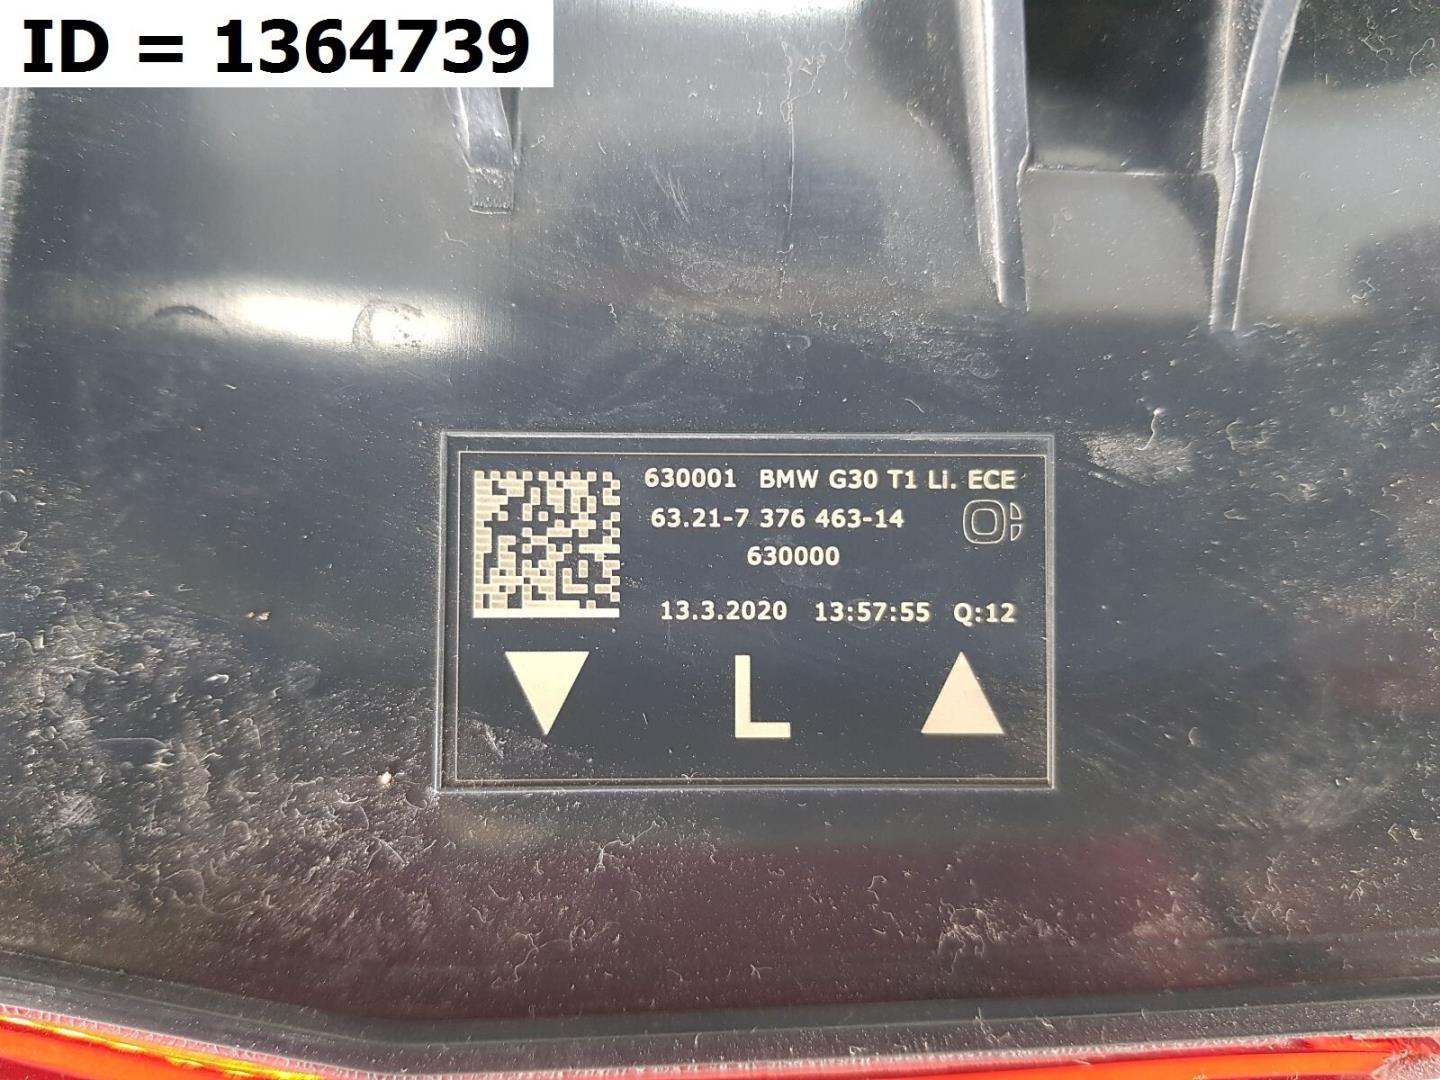 ID = 1364739
630001 BMW G30 T1 Li. ECE
63.21-7 376 463-14
630000
13.3.2020 13:57:55 Q:12
L